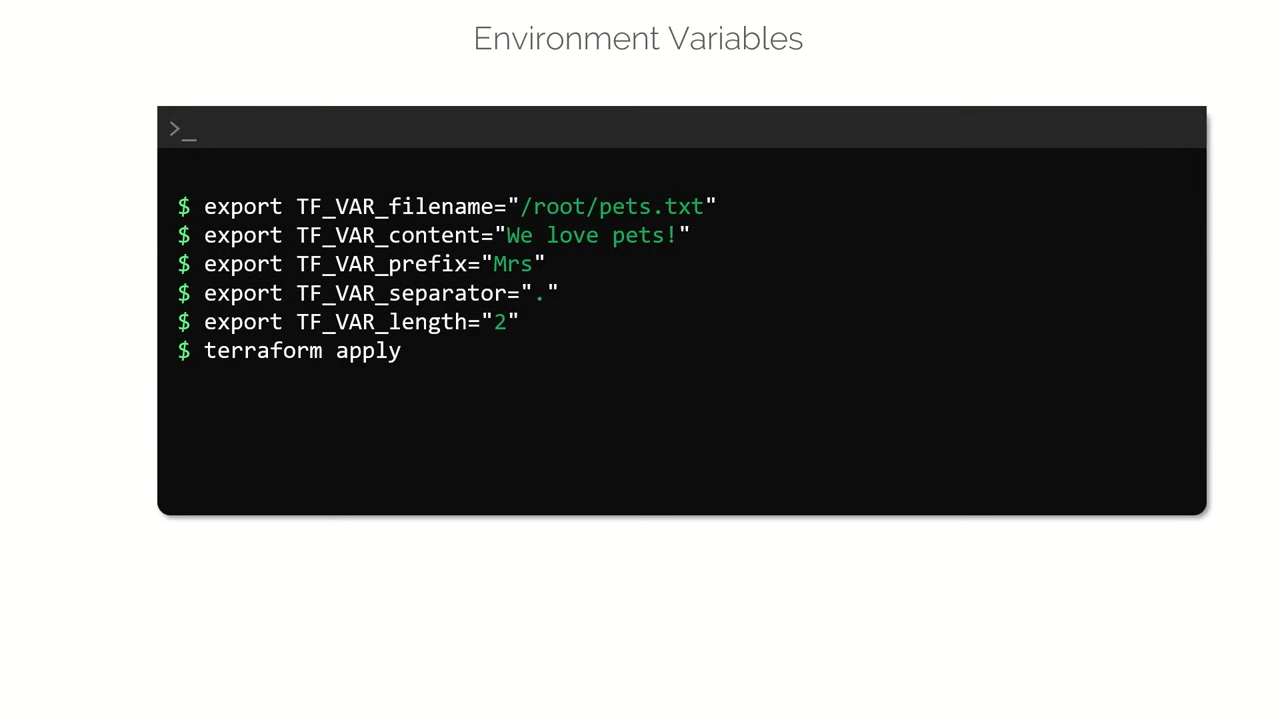 Environment Variables
>_
$ export TF_VAR_filename="/root/pets.txt"
$ export TF_VAR_content="We love pets!"
$ export TF_VAR_prefix="Mrs"
$ export TF_VAR_separator="."
$ export TF_VAR_length="2"
$ terraform apply